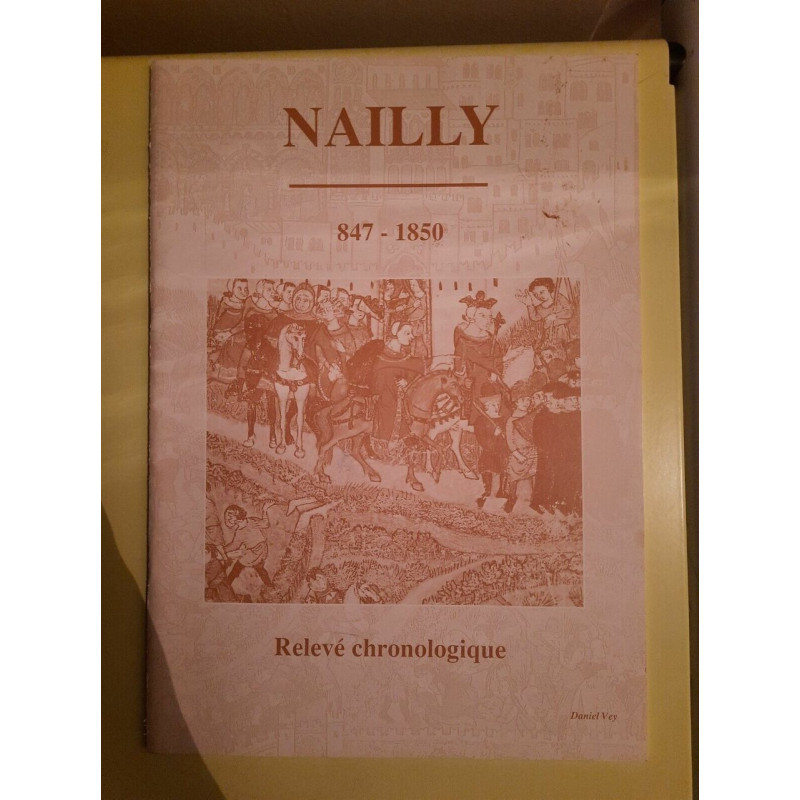 NAILLY
847 - 1850
Relevé chronologique
Daniel Vey